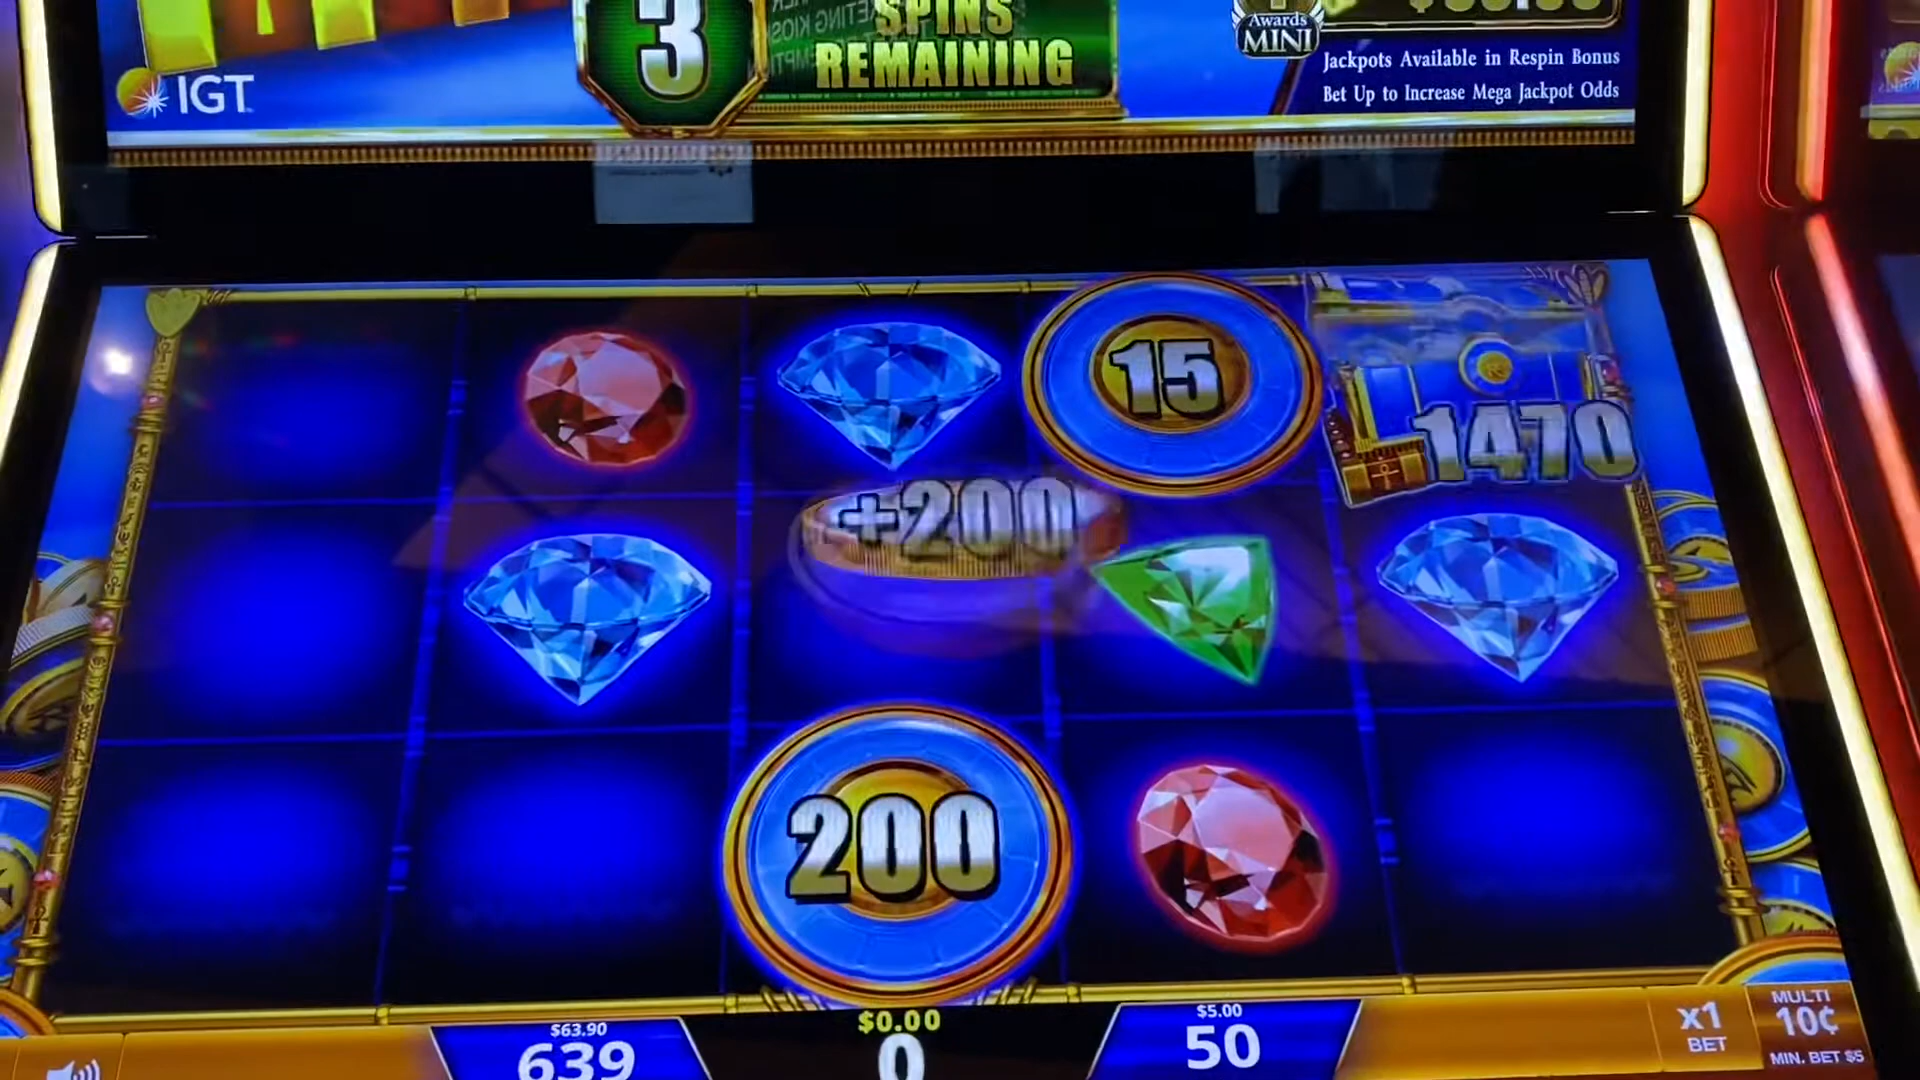 3
SPINS
REMAINING
IGT
Awards
MINI
Jackpots Available in Respin Bonus
Bet Up to Increase Mega Jackpot Odds
15
1470
+200
200
$63.90
639
$0.00
0
$5.00
50
x1
BET
MULTI
10¢
MIN. BET $5